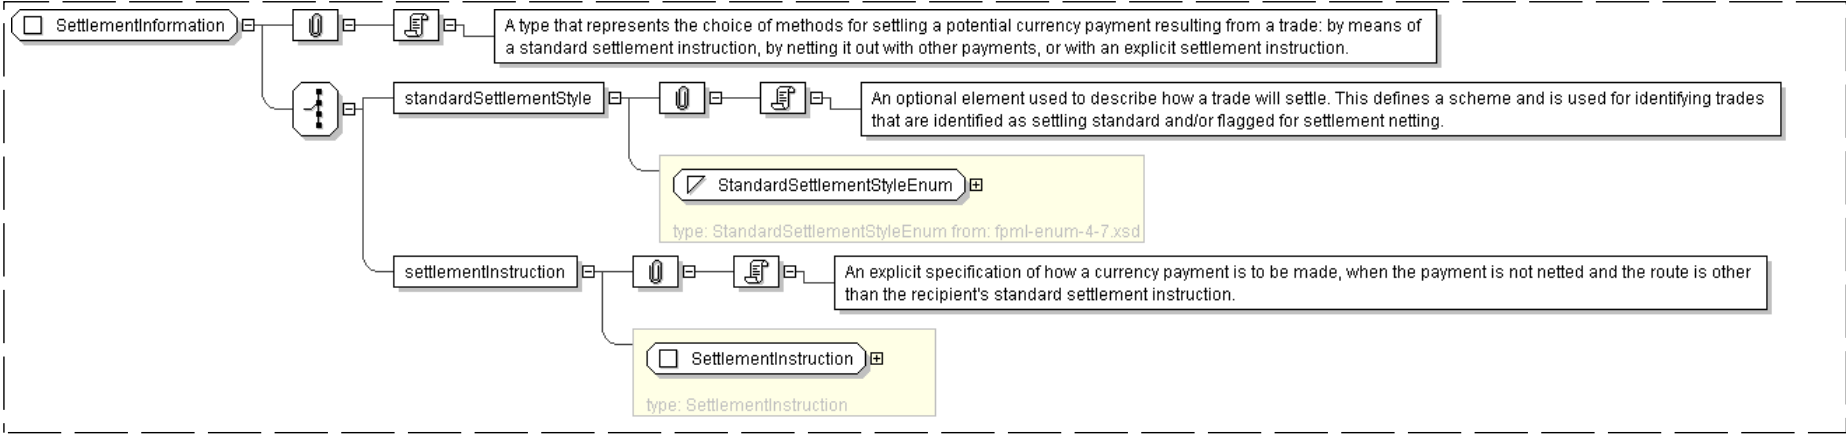 SettlementInformation
A type that represents the choice of methods for settling a potential currency payment resulting from a trade: by means of
a standard settlement instruction, by netting it out with other payments, or with an explicit settlement instruction.
standardSettlementStyle
An optional element used to describe how a trade will settle. This defines a scheme and is used for identifying trades
that are identified as settling standard and/or flagged for settlement netting.
StandardSettlementStyleEnum
type: StandardSettlementStyleEnum from: fpml-enum-4-7.xsd
settlementInstruction
An explicit specification of how a currency payment is to be made, when the payment is not netted and the route is other
than the recipient's standard settlement instruction.
SettlementInstruction
type: SettlementInstruction